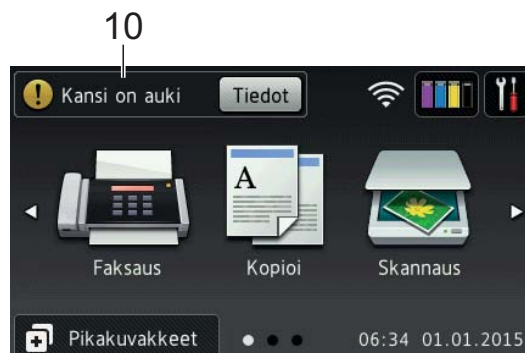 10
Kansi on auki Tiedot
A
Faksaus Kopioi Skannaus
Pikakuvakkeet 06:34 01.01.2015